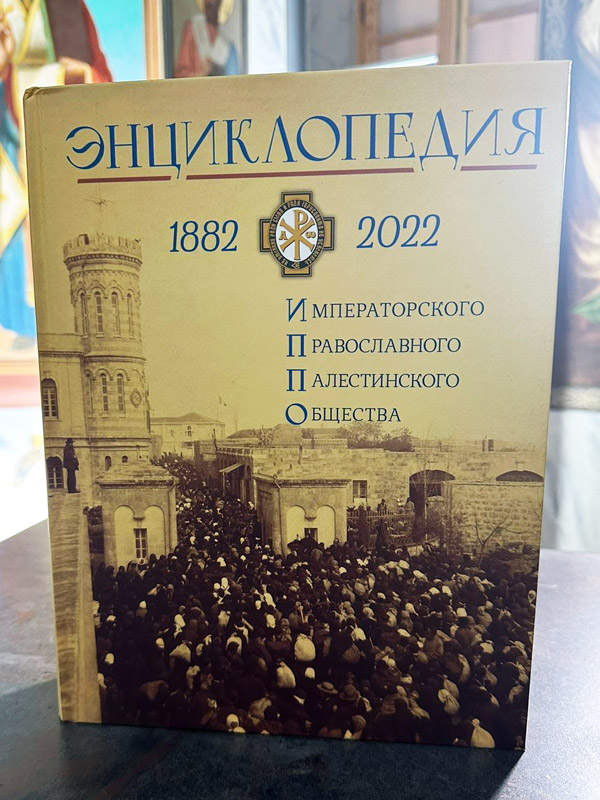 ЭНЦИКЛОПЕДИЯ
1882 2022
ИМПЕРАТОРСКОГО
ПРАВОСЛАВНОГО
ПАЛЕСТИНСКОГО
ОБЩЕСТВА